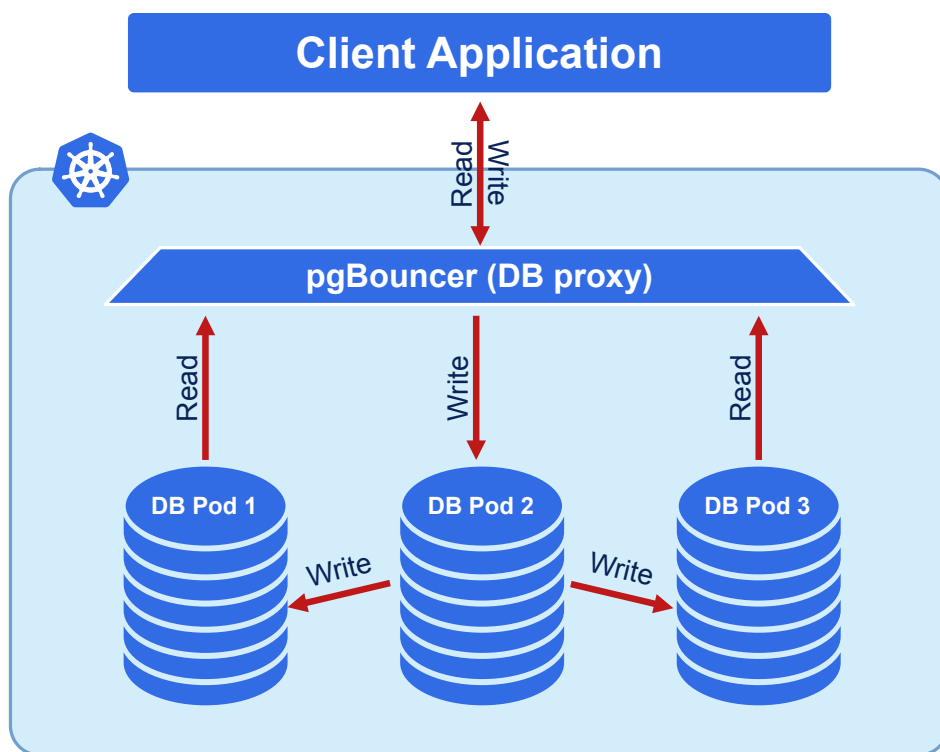 Client Application
Read
Write
pgBouncer (DB proxy)
Read
Write
Read
DB Pod 1
DB Pod 2
DB Pod 3
Write
Write